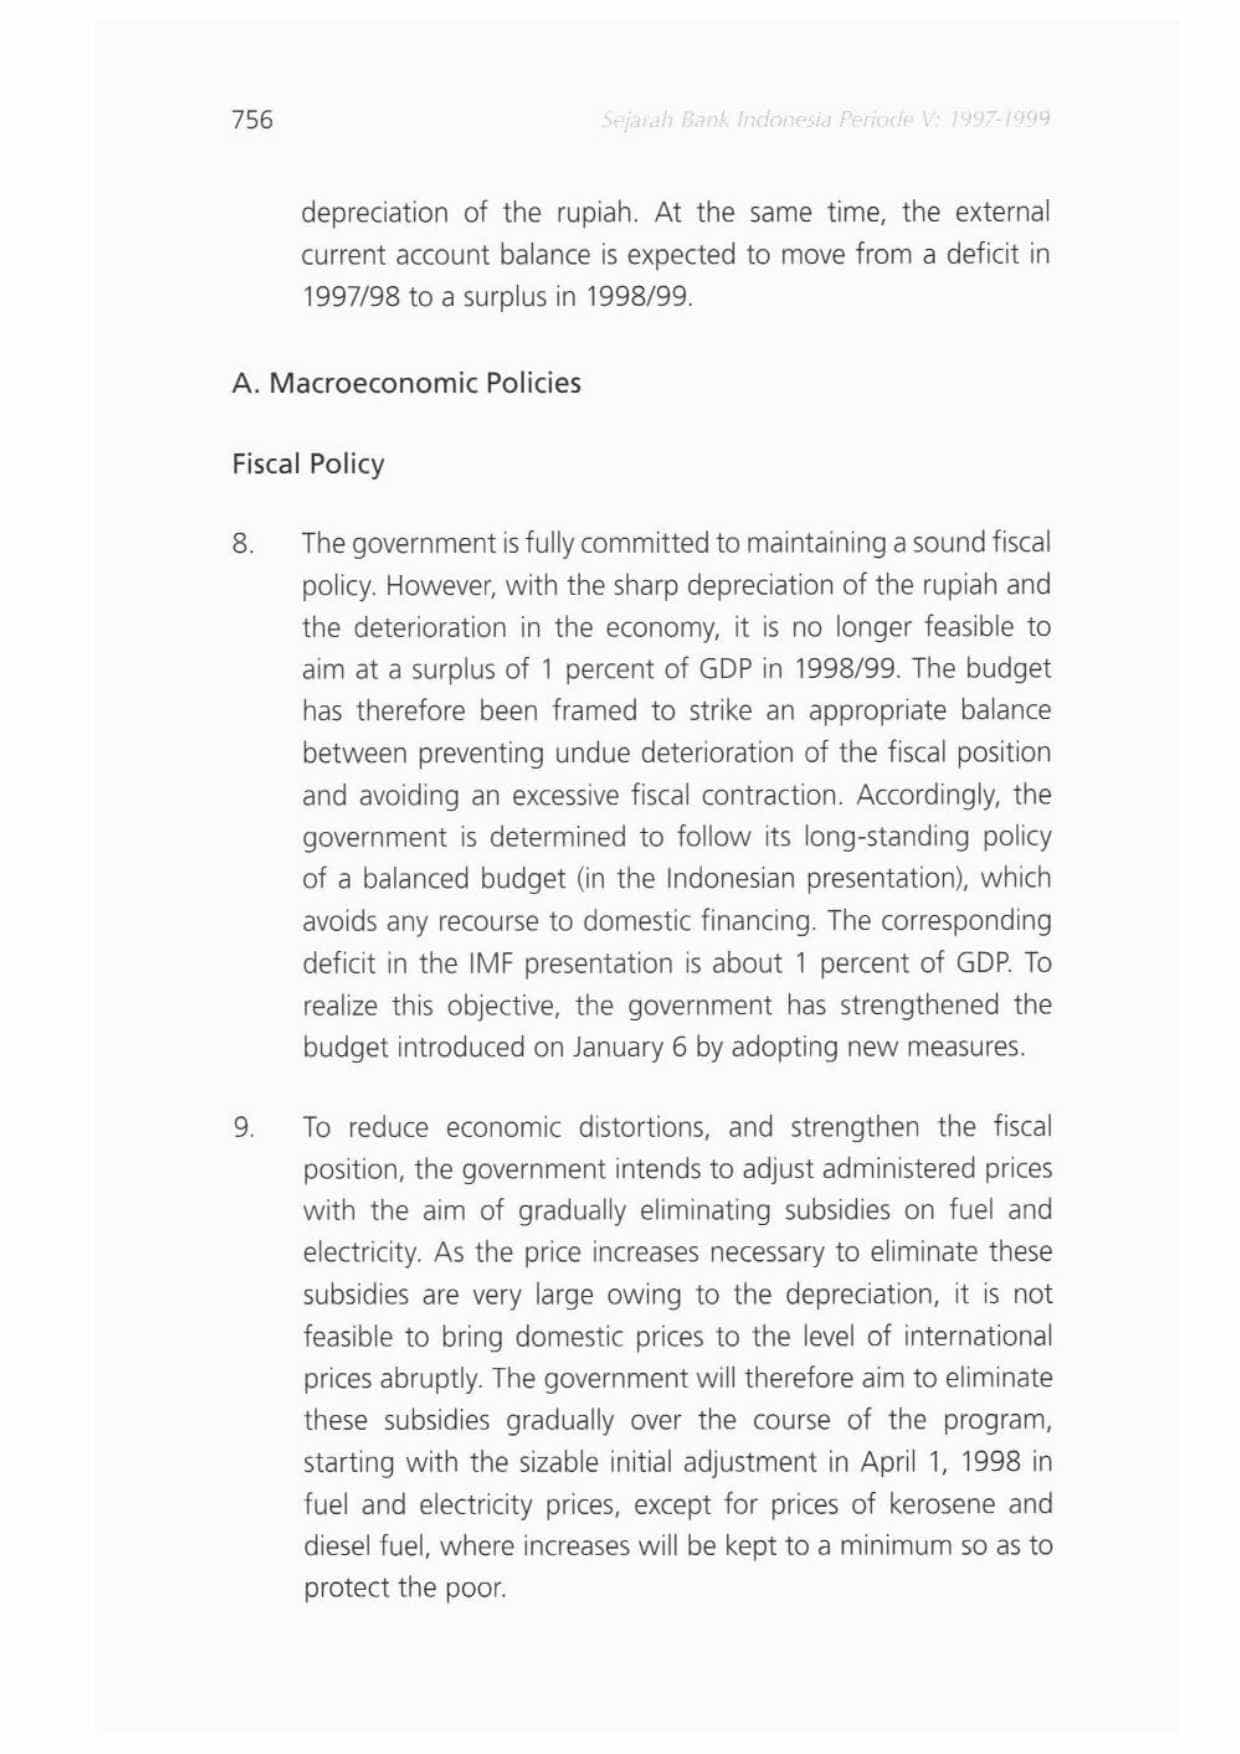 756
Sejarah Bank Indonesia Periode V: 1997-1999
depreciation of the rupiah. At the same time, the external
current account balance is expected to move from a deficit in
1997/98 to a surplus in 1998/99.
A. Macroeconomic Policies
Fiscal Policy
8. The government is fully committed to maintaining a sound fiscal
policy. However, with the sharp depreciation of the rupiah and
the deterioration in the economy, it is no longer feasible to
aim at a surplus of 1 percent of GDP in 1998/99. The budget
has therefore been framed to strike an appropriate balance
between preventing undue deterioration of the fiscal position
and avoiding an excessive fiscal contraction. Accordingly, the
government is determined to follow its long-standing policy
of a balanced budget (in the Indonesian presentation), which
avoids any recourse to domestic financing. The corresponding
deficit in the IMF presentation is about 1 percent of GDP. To
realize this objective, the government has strengthened the
budget introduced on January 6 by adopting new measures.
9. To reduce economic distortions, and strengthen the fiscal
position, the government intends to adjust administered prices
with the aim of gradually eliminating subsidies on fuel and
electricity. As the price increases necessary to eliminate these
subsidies are very large owing to the depreciation, it is not
feasible to bring domestic prices to the level of international
prices abruptly. The government will therefore aim to eliminate
these subsidies gradually over the course of the program,
starting with the sizable initial adjustment in April 1, 1998 in
fuel and electricity prices, except for prices of kerosene and
diesel fuel, where increases will be kept to a minimum so as to
protect the poor.